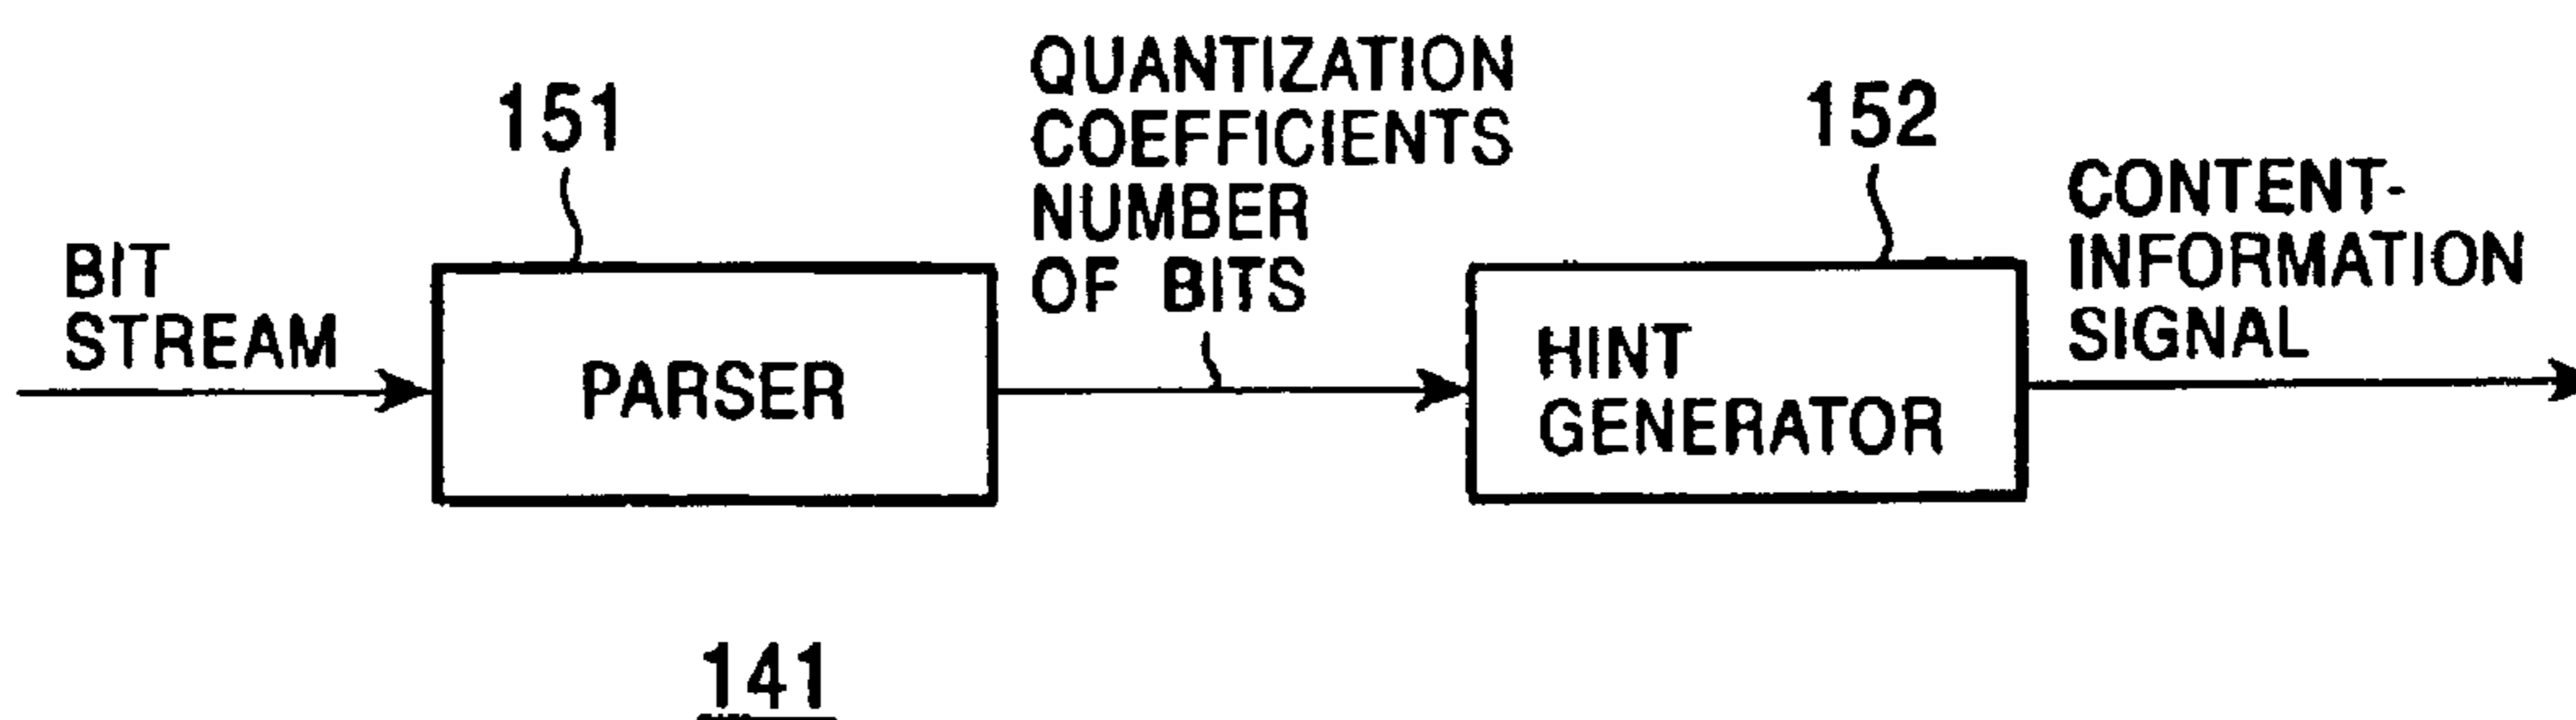 151
QUANTIZATION
COEFFICIENTS
NUMBER
OF BITS
152
CONTENT-
INFORMATION
SIGNAL
BIT
STREAM
PARSER
HINT
GENERATOR
141